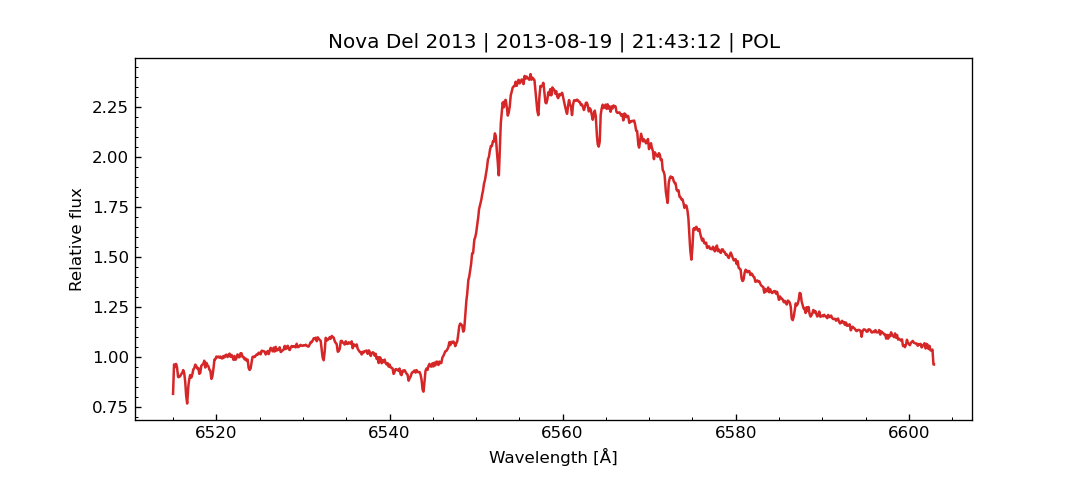 Nova Del 2013 | 2013-08-19 | 21:43:12 | POL
Relative flux
2.25
2.00
1.75
1.50
1.25
1.00
0.75
6520 6540 6560 6580 6600
Wavelength [Å]